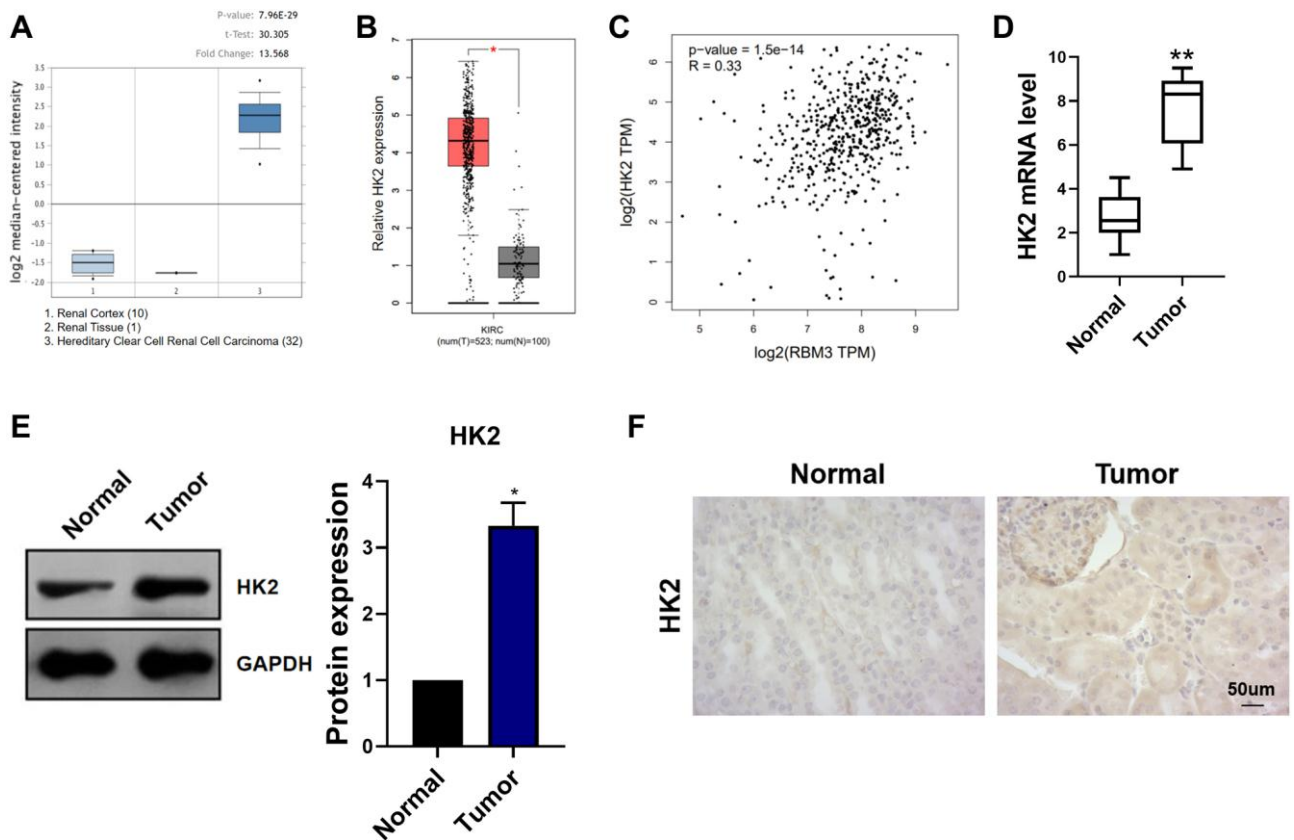 A
P-value: 7.96E-29
t-Test: 30.305
Fold Change: 13.568
log2 median-centered intensity
3.5
3.0
2.5
2.0
1.5
1.0
0.5
0.0
-0.5
-1.0
-1.5
-2.0
1 2 3
1. Renal Cortex (10)
2. Renal Tissue (1)
3. Hereditary Clear Cell Renal Cell Carcinoma (32)
B
Relative HK2 expression
7
6
5
4
3
2
1
0
*
KIRC
(num(T)=523; num(N)=100)
C
p-value = 1.5e-14
R = 0.33
log2(HK2 TPM)
6
5
4
3
2
1
0
5 6 7 8 9
log2(RBM3 TPM)
D
**
HK2 mRNA level
10
8
6
4
2
0
Normal
Tumor
E
Normal
Tumor
HK2
GAPDH
HK2
Protein expression
4
3
2
1
0
*
Normal
Tumor
F
Normal
Tumor
HK2
50um